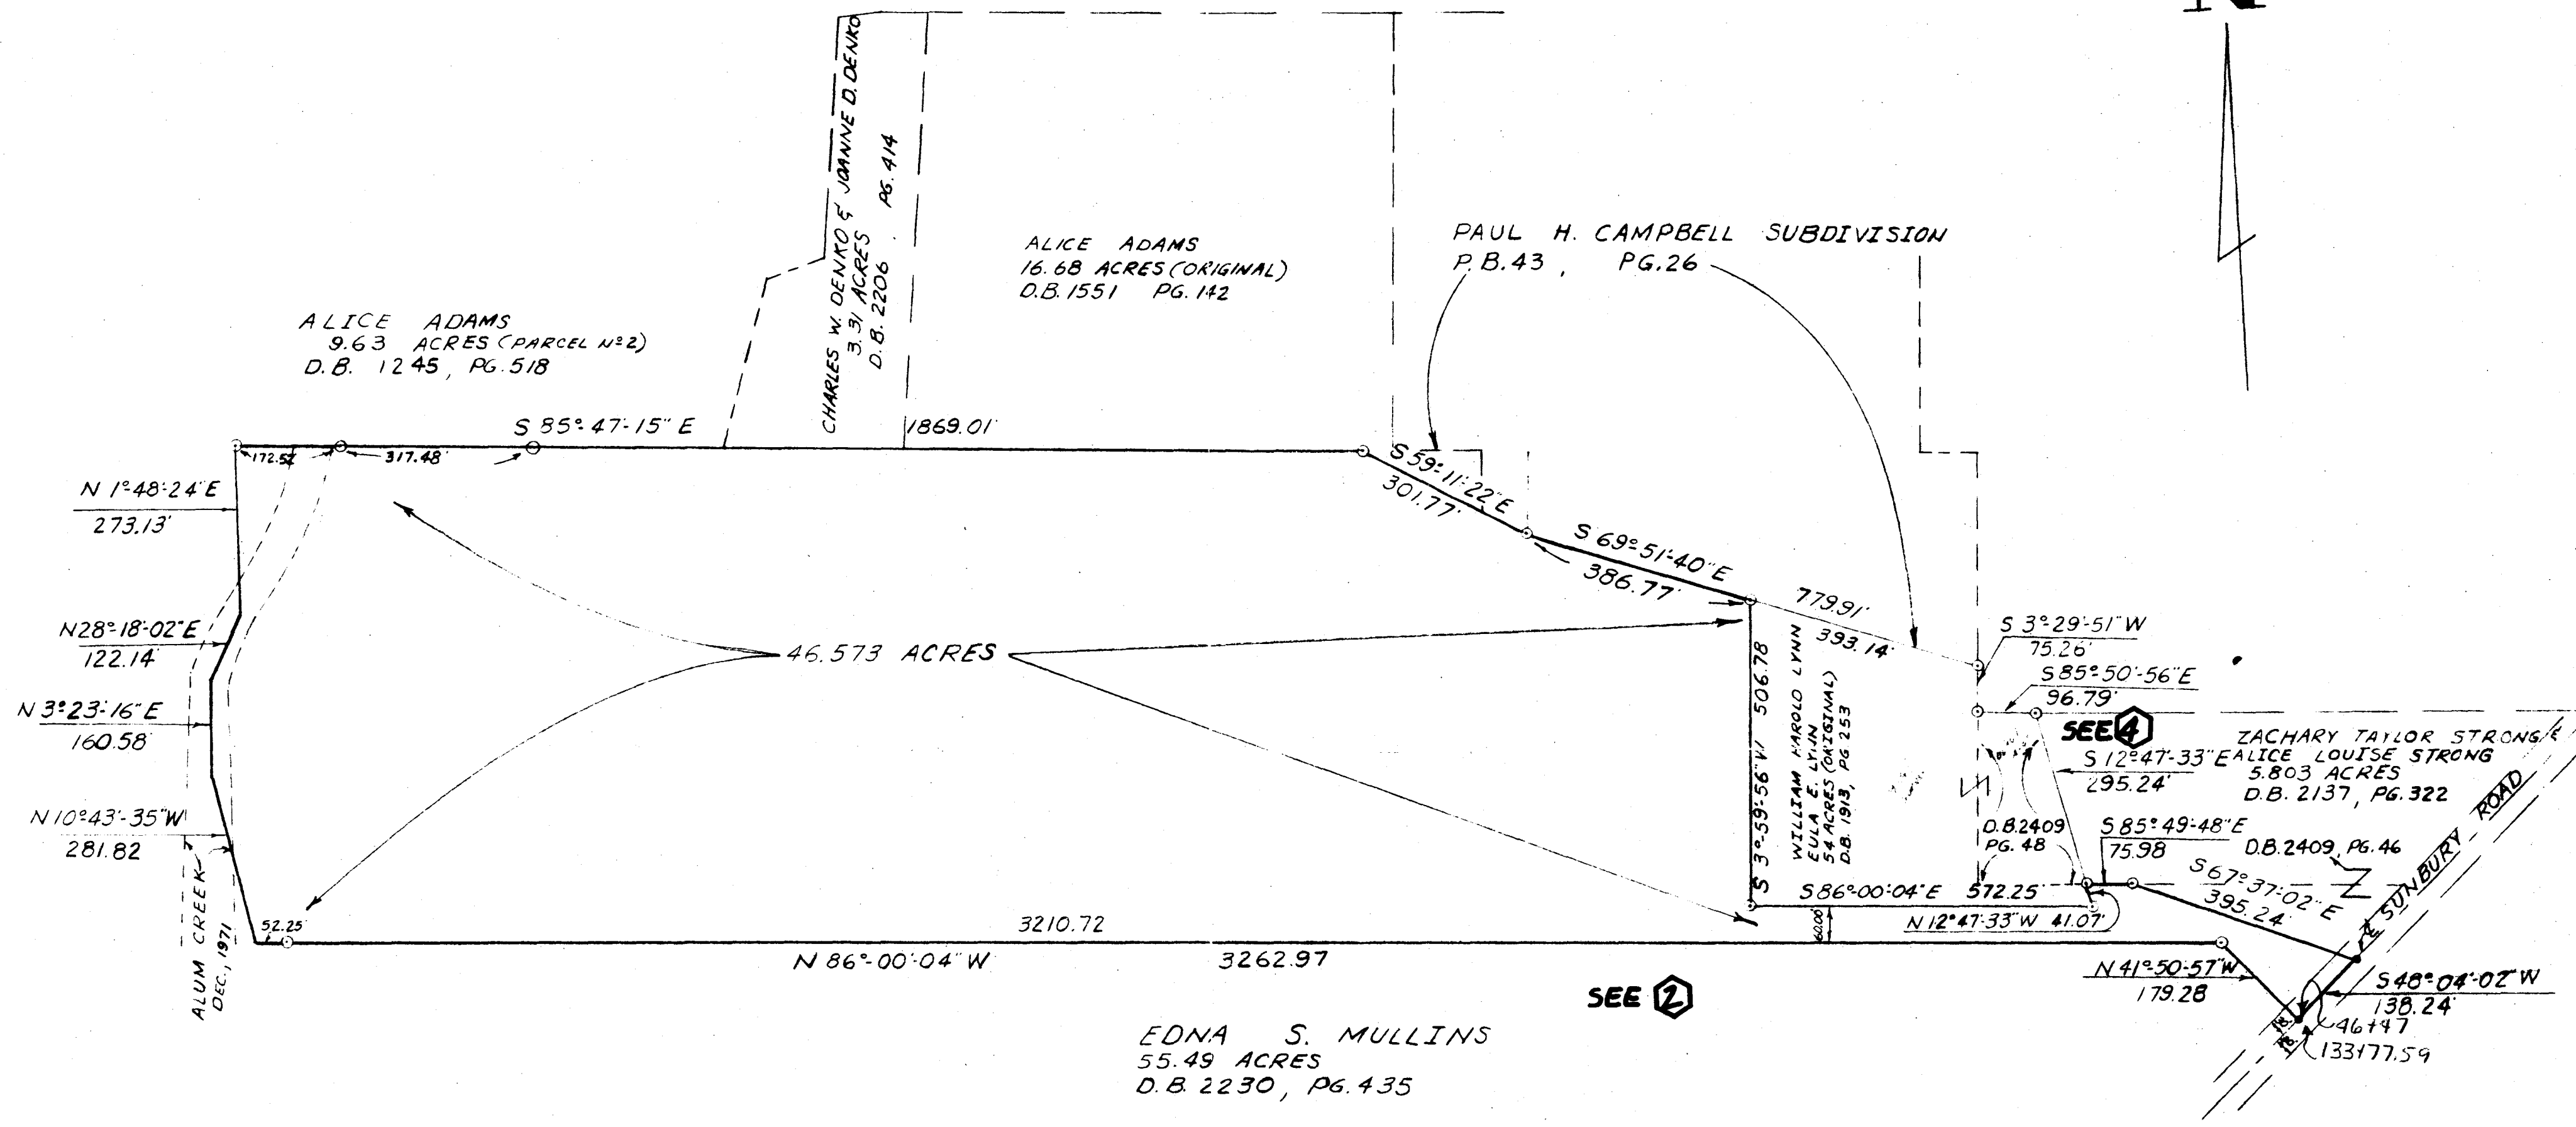 N
CHARLES W. DENKO & JOANNE D. DENKO
3.31 ACRES
D.B. 2206 PG. 414
ALICE ADAMS
16.68 ACRES (ORIGINAL)
D.B. 1551 PG. 142
PAUL H. CAMPBELL SUBDIVISION
P.B. 43, PG. 26
ALICE ADAMS
9.63 ACRES (PARCEL Nº 2)
D.B. 1245, PG. 518
S 85°-47'-15" E
1869.01'
172.52
317.48'
N 1°-48'-24" E
273.13'
S 59°-11'-22" E
301.77'
S 69°-51'-40" E
386.77'
779.91'
393.14'
N 28°-18'-02" E
122.14'
46.573 ACRES
S 3°-29'-51" W
75.26'
S 85°-50'-56" E
96.79'
N 3°-23'-16" E
160.58'
S 3°-59'-56" W 506.78
WILLIAM HAROLD LYNN
EULA E. LYNN
54 ACRES (ORIGINAL)
D.B. 1913, PG 253
SEE 4
ZACHARY TAYLOR STRONG &
ALICE LOUISE STRONG
5.803 ACRES
D.B. 2137, PG. 322
S 12°-47'-33" E
295.24'
N 10°-43'-35" W
281.82
D.B. 2409
PG. 48
S 85°-49'-48" E
75.98
D.B. 2409, PG. 46
SUNBURY ROAD
S 67°-37'-02" E
395.24'
ALUM CREEK
DEC., 1971
52.25'
S 86°-00'-04" E 572.25'
N 12°-47'-33" W 41.07'
60.00'
3210.72
N 86°-00'-04" W
3262.97
N 41°-50'-57" W
179.28
S 48°-04'-02" W
138.24'
46+47
133+77.59
SEE 2
EDNA S. MULLINS
55.49 ACRES
D.B. 2230, PG. 435